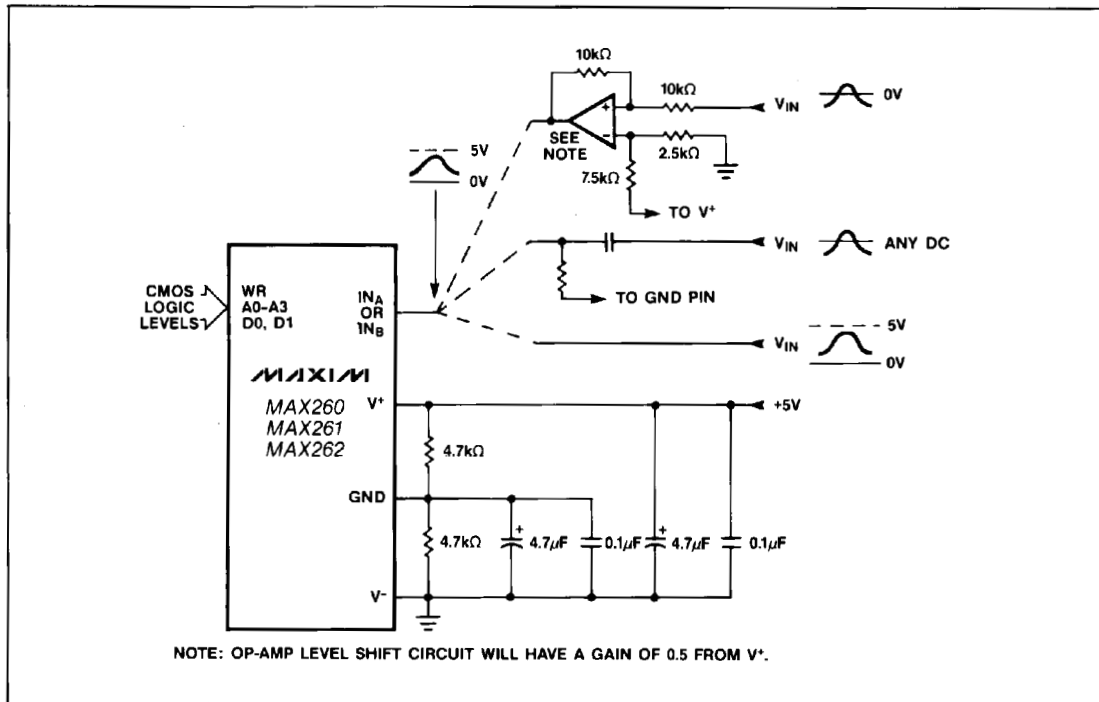 10kΩ
10kΩ
VIN
0V
+
−
SEE
NOTE
2.5kΩ
7.5kΩ
TO V+
5V
0V
VIN
ANY DC
TO GND PIN
CMOS
LOGIC
LEVELS
WR
A0-A3
D0, D1
INA
OR
INB
VIN
5V
0V
MAXIM
MAX260
MAX261
MAX262
V+
+5V
4.7kΩ
GND
4.7kΩ
+
4.7μF
0.1μF
+
4.7μF
0.1μF
V-
NOTE: OP-AMP LEVEL SHIFT CIRCUIT WILL HAVE A GAIN OF 0.5 FROM V+.